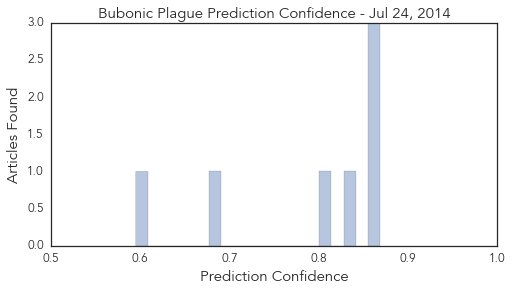 Bubonic Plague Prediction Confidence - Jul 24, 2014
3.0
2.5
2.0
1.5
1.0
0.5
0.0
Articles Found
0.5 0.6 0.7 0.8 0.9 1.0
Prediction Confidence